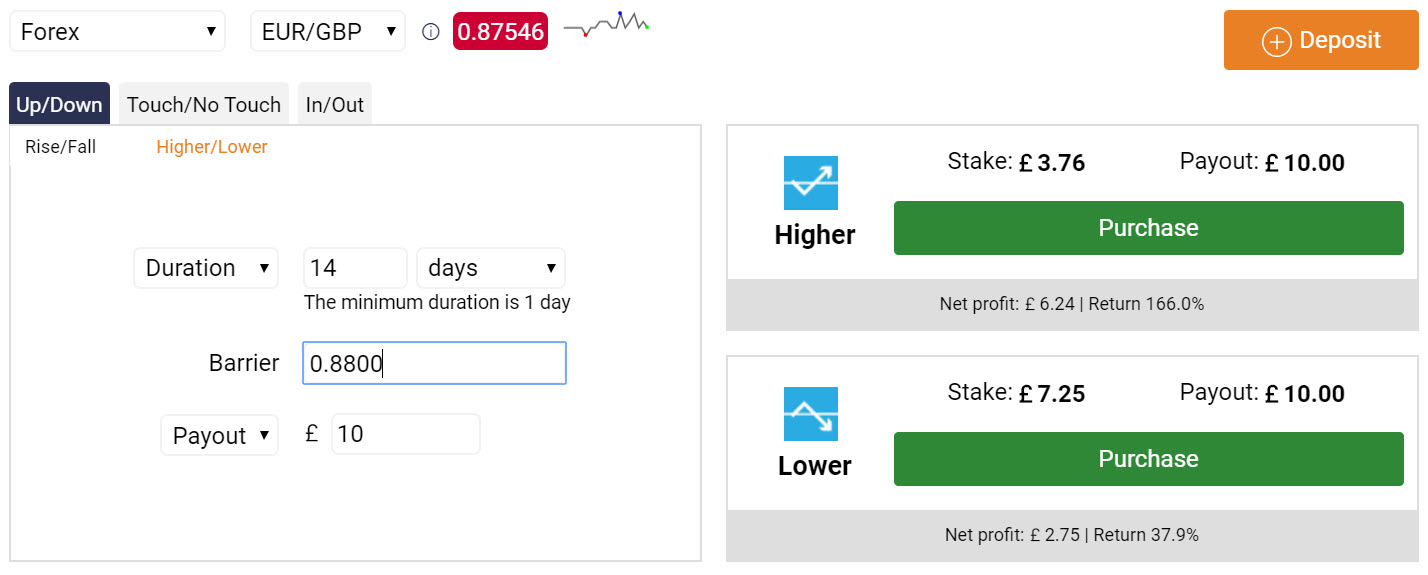 Forex EUR/GBP 0.87546 Deposit
Up/Down Touch/No Touch In/Out
Rise/Fall Higher/Lower
Duration 14 days
The minimum duration is 1 day
Barrier 0.8800
Payout £ 10
Stake: £ 3.76 Payout: £ 10.00
Higher Purchase
Net profit: £ 6.24 | Return 166.0%
Stake: £ 7.25 Payout: £ 10.00
Lower Purchase
Net profit: £ 2.75 | Return 37.9%